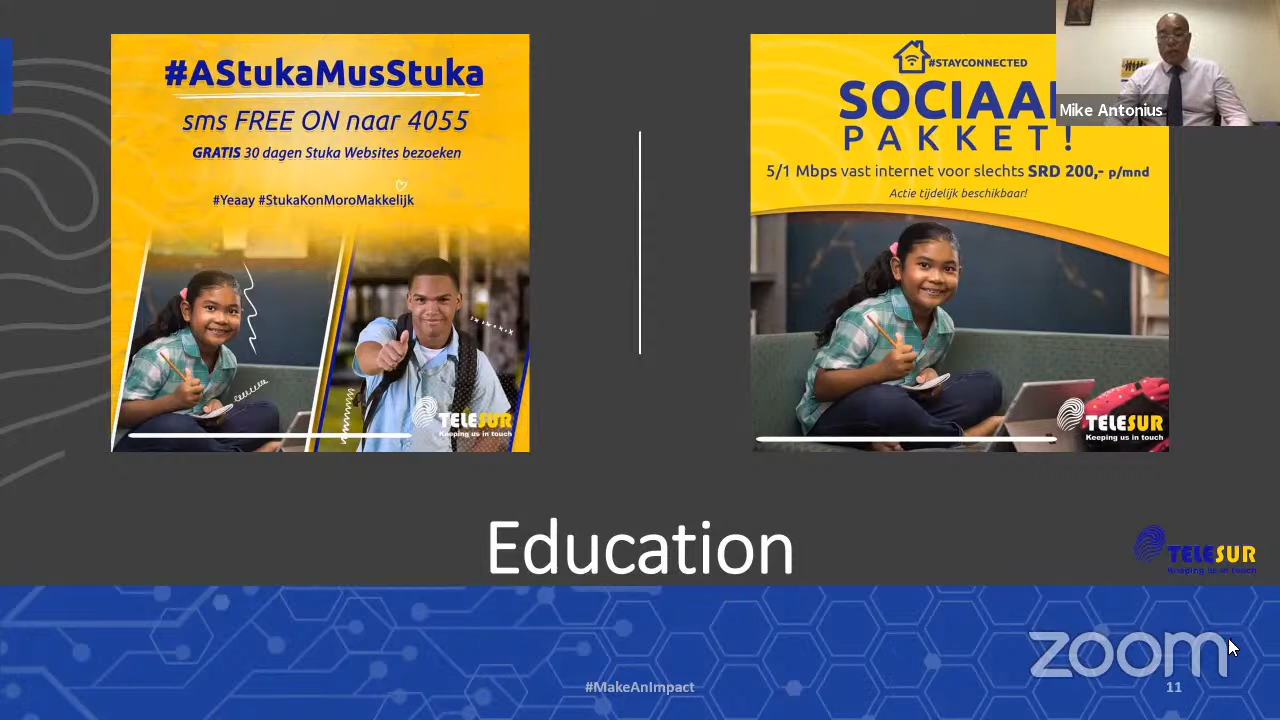 #AStukaMusStuka
sms FREE ON naar 4055
GRATIS 30 dagen Stuka Websites bezoeken
#Yeaay #StukaKonMoroMakkelijk
TELESUR
Keeping us in touch
#STAYCONNECTED
SOCIAA
PAKKET!
5/1 Mbps vast internet voor slechts SRD 200,- p/mnd
Actie tijdelijk beschikbaar!
TELESUR
Keeping us in touch
Mike Antonius
Education
TELESUR
Keeping us in touch
zoom
#MakeAnImpact
11